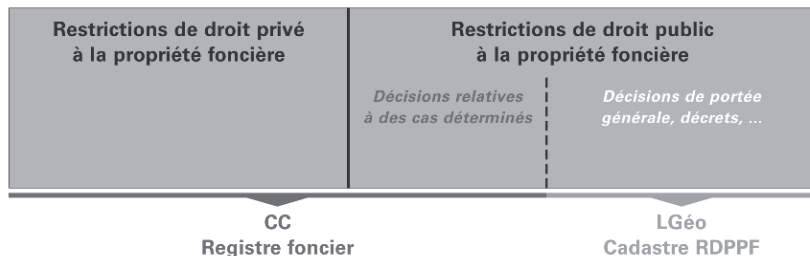 Restrictions de droit privé
à la propriété foncière
Restrictions de droit public
à la propriété foncière
Décisions relatives
à des cas déterminés
Décisions de portée
générale, décrets, ...
CC
Registre foncier
LGéo
Cadastre RDPPF